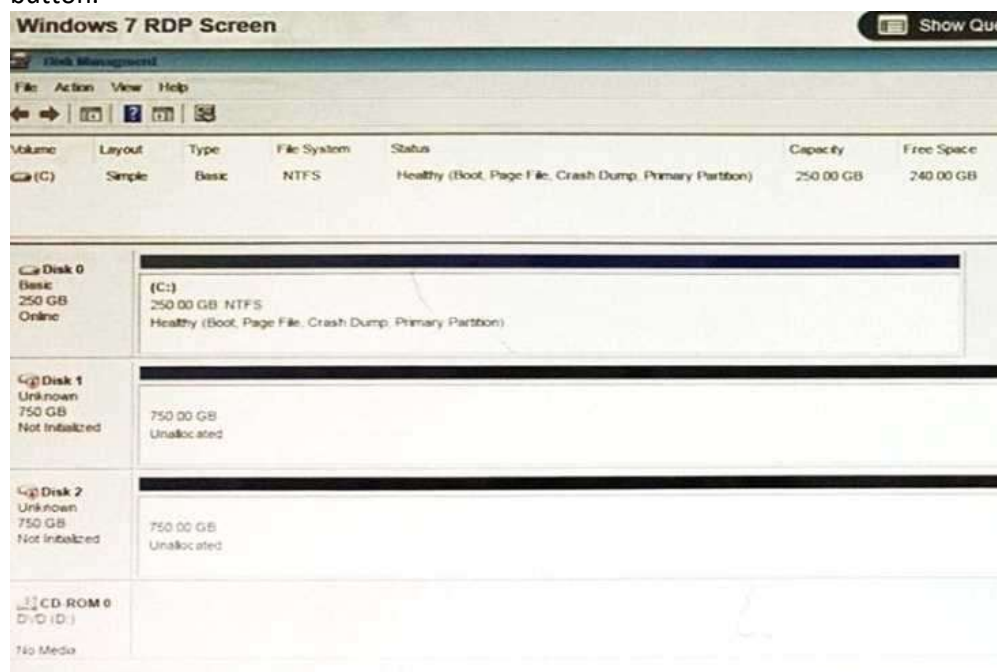 button.
Windows 7 RDP Screen
Show Que
Disk Managment
File Action View Help
Volume Layout Type File System Status Capacity Free Space
(C) Simple Basic NTFS Healthy (Boot, Page File, Crash Dump, Primary Partition) 250.00 GB 240.00 GB
Disk 0
Basic
250 GB
Online
(C:)
250.00 GB NTFS
Healthy (Boot, Page File, Crash Dump, Primary Partition)
Disk 1
Unknown
750 GB
Not Initialized
750.00 GB
Unallocated
Disk 2
Unknown
750 GB
Not Initialized
750.00 GB
Unallocated
CD-ROM 0
DVD (D:)
No Media